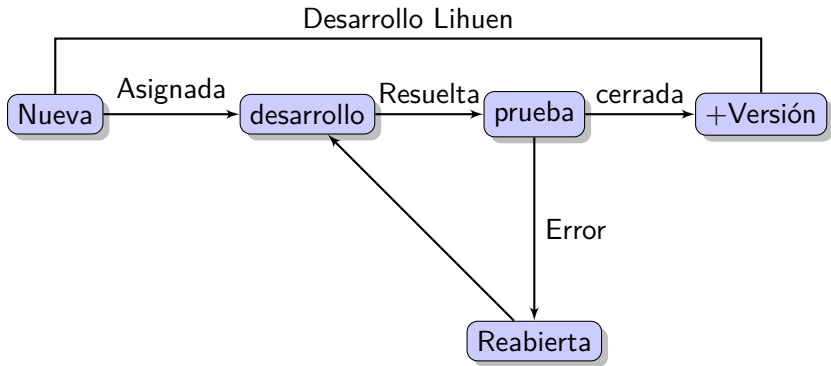 Desarrollo Lihuen
Nueva
Asignada
desarrollo
Resuelta
prueba
cerrada
+Versión
Error
Reabierta